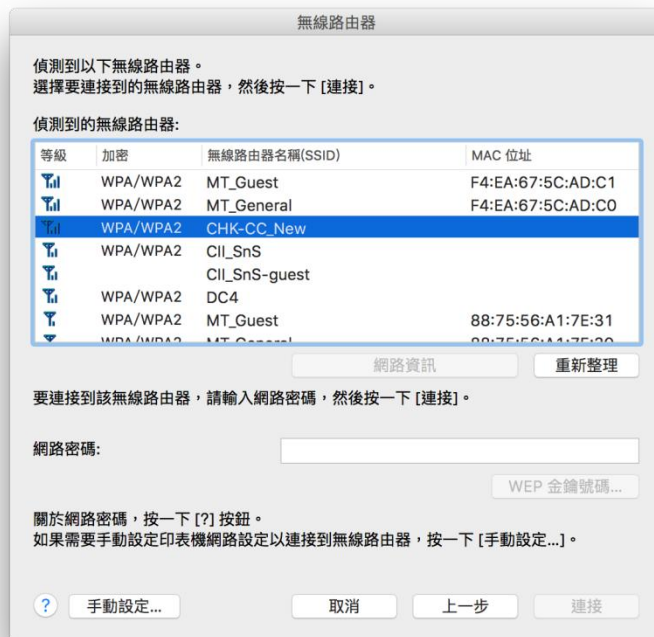 無線路由器
偵測到以下無線路由器。
選擇要連接到的無線路由器，然後按一下 [連接]。
偵測到的無線路由器:
等級 加密 無線路由器名稱(SSID) MAC 位址
WPA/WPA2 MT_Guest F4:EA:67:5C:AD:C1
WPA/WPA2 MT_General F4:EA:67:5C:AD:C0
WPA/WPA2 CHK-CC_New
WPA/WPA2 CII_SnS
CII_SnS-guest
WPA/WPA2 DC4
WPA/WPA2 MT_Guest 88:75:56:A1:7E:31
WPA/WPA2 MT_General 88:75:56:A1:7E:30
網路資訊 重新整理
要連接到該無線路由器，請輸入網路密碼，然後按一下 [連接]。
網路密碼:
WEP 金鑰號碼...
關於網路密碼，按一下 [?] 按鈕。
如果需要手動設定印表機網路設定以連接到無線路由器，按一下 [手動設定...]。
? 手動設定... 取消 上一步 連接